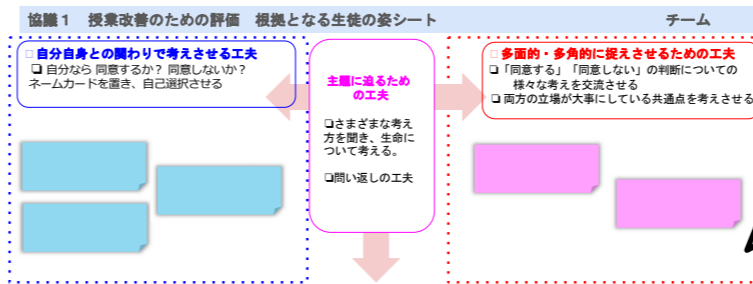 協議1 授業改善のための評価 根拠となる生徒の姿シート チーム
□ 自分自身との関わりで考えさせる工夫
❏ 自分なら 同意するか? 同意しないか?
ネームカードを置き、自己選択させる
主題に迫るため
の工夫
❏さまざまな考え
方を聞き、生命に
ついて考える。
❏問い返しの工夫
□ 多面的・多角的に捉えさせるための工夫
❏ 「同意する」「同意しない」の判断についての
様々な考えを交流させる
❏ 両方の立場が大事にしている共通点を考えさせる